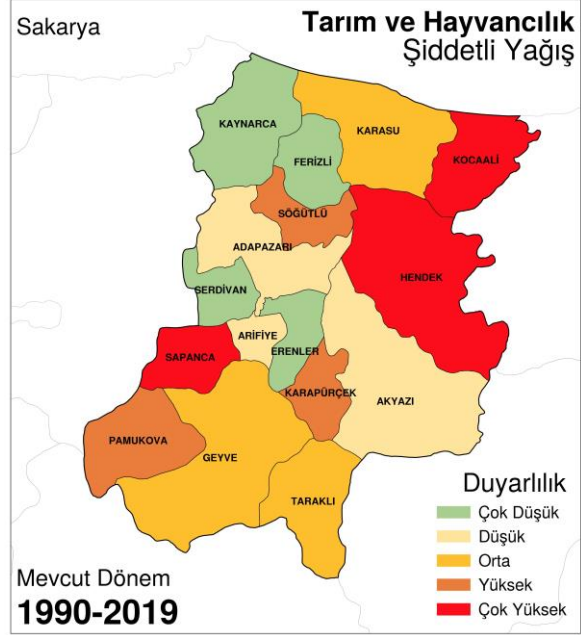 Sakarya
Tarım ve Hayvancılık
Şiddetli Yağış
KAYNARCA
KARASU
KOCAALİ
FERİZLİ
SÖĞÜTLÜ
ADAPAZARI
HENDEK
SERDİVAN
ARİFİYE
ERENLER
SAPANCA
KARAPÜRÇEK
AKYAZI
PAMUKOVA
GEYVE
TARAKLI
Duyarlılık
Çok Düşük
Düşük
Orta
Yüksek
Çok Yüksek
Mevcut Dönem
1990-2019